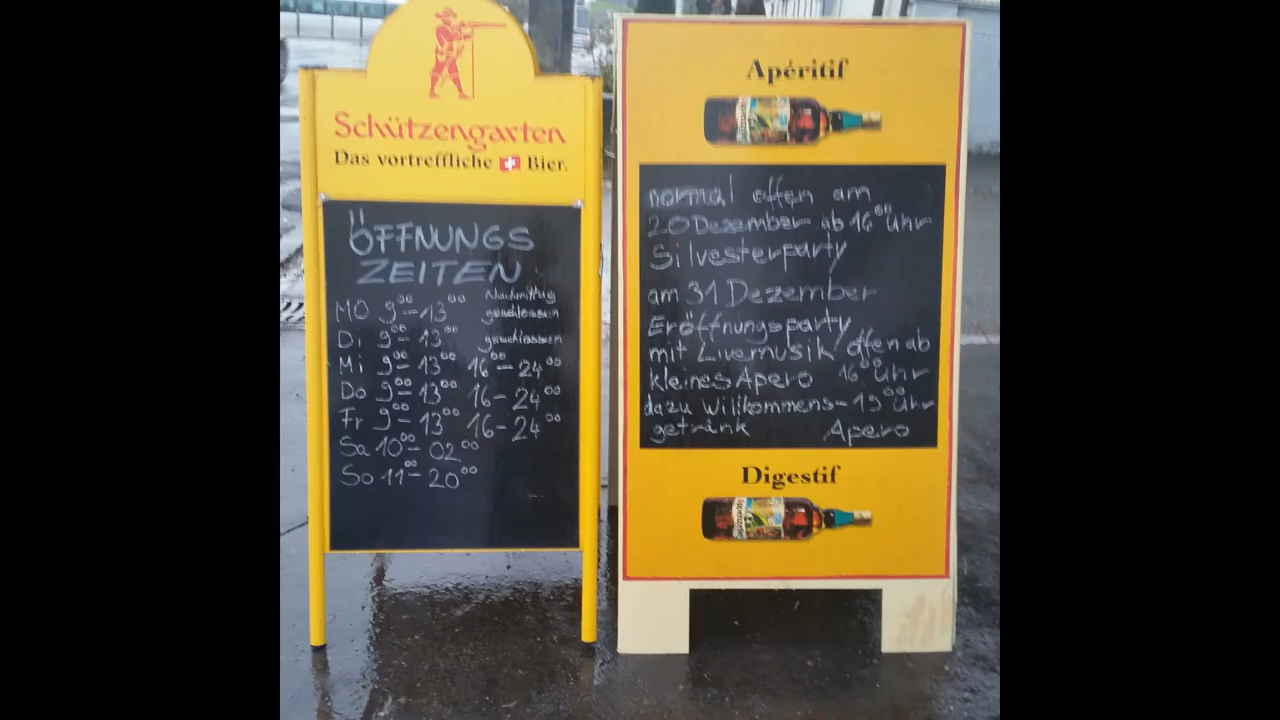 Schützengarten
Das vortreffliche Bier.
ÖFFNUNGS
ZEITEN
MO 9⁰⁰-13⁰⁰ Nachmittag geschlossen
Di 9⁰⁰-13⁰⁰ geschlossen
Mi 9⁰⁰-13⁰⁰ 16⁰⁰-24⁰⁰
Do 9⁰⁰-13⁰⁰ 16-24⁰⁰
Fr 9⁰⁰-13⁰⁰ 16-24⁰⁰
Sa 10⁰⁰-02⁰⁰
So 11⁰⁰-20⁰⁰
Apéritif
normal offen am
20 Dezember ab 16⁰⁰ Uhr
Silvesterparty
am 31 Dezember
Eröffnungsparty
mit Livemusik offen ab
kleines Apero 16⁰⁰ Uhr
dazu Willkommens- 19⁰⁰ Uhr
getränk Apero
Digestif